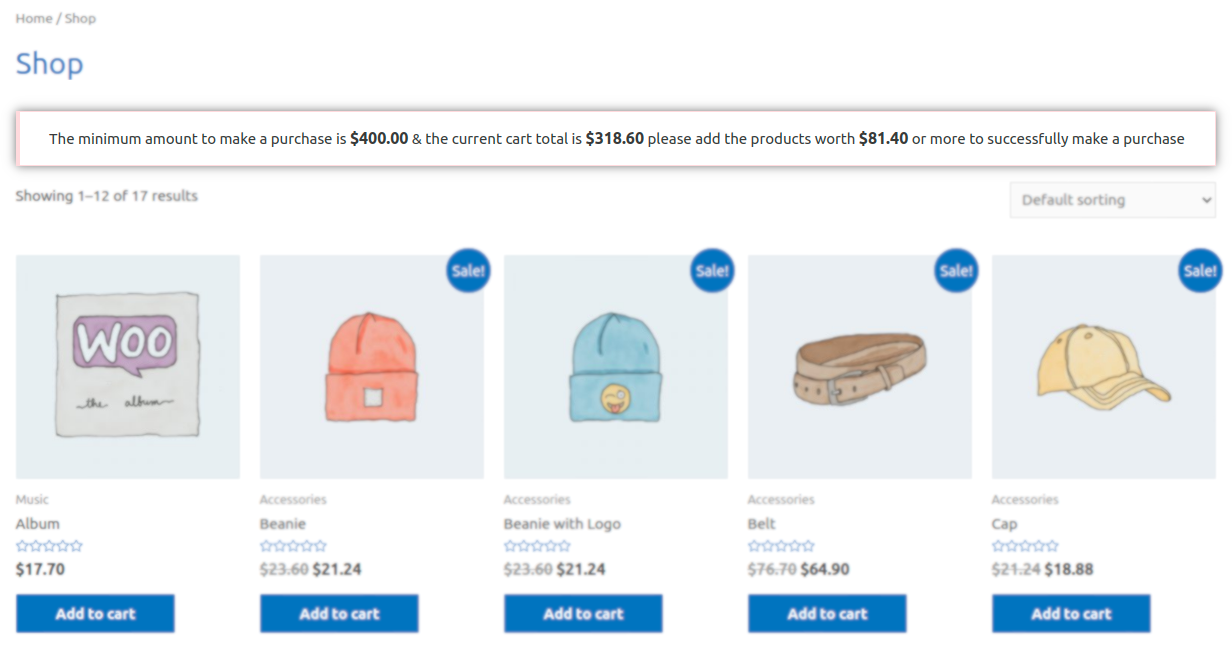 Home / Shop
Shop
The minimum amount to make a purchase is $400.00 & the current cart total is $318.60 please add the products worth $81.40 or more to successfully make a purchase
Showing 1–12 of 17 results
Default sorting
Sale! Sale! Sale! Sale!
WOO
the album
Music Accessories Accessories Accessories Accessories
Album Beanie Beanie with Logo Belt Cap
$17.70 $23.60 $21.24 $23.60 $21.24 $76.70 $64.90 $21.24 $18.88
Add to cart Add to cart Add to cart Add to cart Add to cart